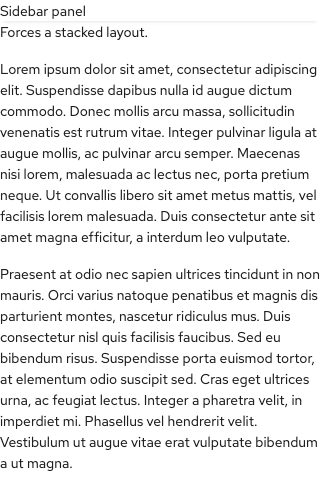 Sidebar panel
Forces a stacked layout.
Lorem ipsum dolor sit amet, consectetur adipiscing
elit. Suspendisse dapibus nulla id augue dictum
commodo. Donec mollis arcu massa, sollicitudin
venenatis est rutrum vitae. Integer pulvinar ligula at
augue mollis, ac pulvinar arcu semper. Maecenas
nisi lorem, malesuada ac lectus nec, porta pretium
neque. Ut convallis libero sit amet metus mattis, vel
facilisis lorem malesuada. Duis consectetur ante sit
amet magna efficitur, a interdum leo vulputate.
Praesent at odio nec sapien ultrices tincidunt in non
mauris. Orci varius natoque penatibus et magnis dis
parturient montes, nascetur ridiculus mus. Duis
consectetur nisl quis facilisis faucibus. Sed eu
bibendum risus. Suspendisse porta euismod tortor,
at elementum odio suscipit sed. Cras eget ultrices
urna, ac feugiat lectus. Integer a pharetra velit, in
imperdiet mi. Phasellus vel hendrerit velit.
Vestibulum ut augue vitae erat vulputate bibendum
a ut magna.